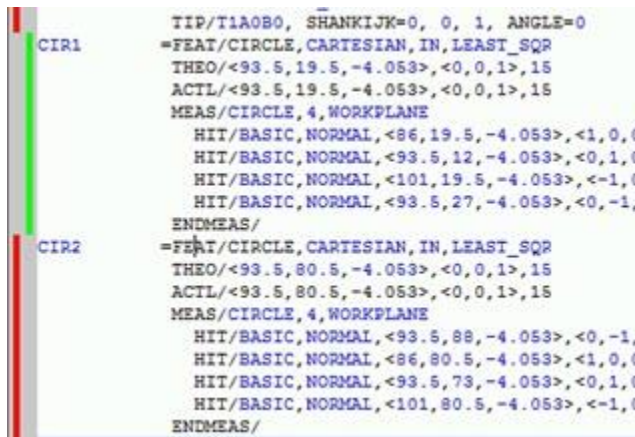 TIP/T1A0B0, SHANKIJK=0, 0, 1, ANGLE=0
CIR1 =FEAT/CIRCLE,CARTESIAN,IN,LEAST_SQR
THEO/<93.5,19.5,-4.053>,<0,0,1>,15
ACTL/<93.5,19.5,-4.053>,<0,0,1>,15
MEAS/CIRCLE,4,WORKPLANE
HIT/BASIC,NORMAL,<86,19.5,-4.053>,<1,0,0
HIT/BASIC,NORMAL,<93.5,12,-4.053>,<0,1,0
HIT/BASIC,NORMAL,<101,19.5,-4.053>,<-1,0
HIT/BASIC,NORMAL,<93.5,27,-4.053>,<0,-1,
ENDMEAS/
CIR2 =FEAT/CIRCLE,CARTESIAN,IN,LEAST_SQR
THEO/<93.5,80.5,-4.053>,<0,0,1>,15
ACTL/<93.5,80.5,-4.053>,<0,0,1>,15
MEAS/CIRCLE,4,WORKPLANE
HIT/BASIC,NORMAL,<93.5,88,-4.053>,<0,-1,
HIT/BASIC,NORMAL,<86,80.5,-4.053>,<1,0,0
HIT/BASIC,NORMAL,<93.5,73,-4.053>,<0,1,0
HIT/BASIC,NORMAL,<101,80.5,-4.053>,<-1,0
ENDMEAS/